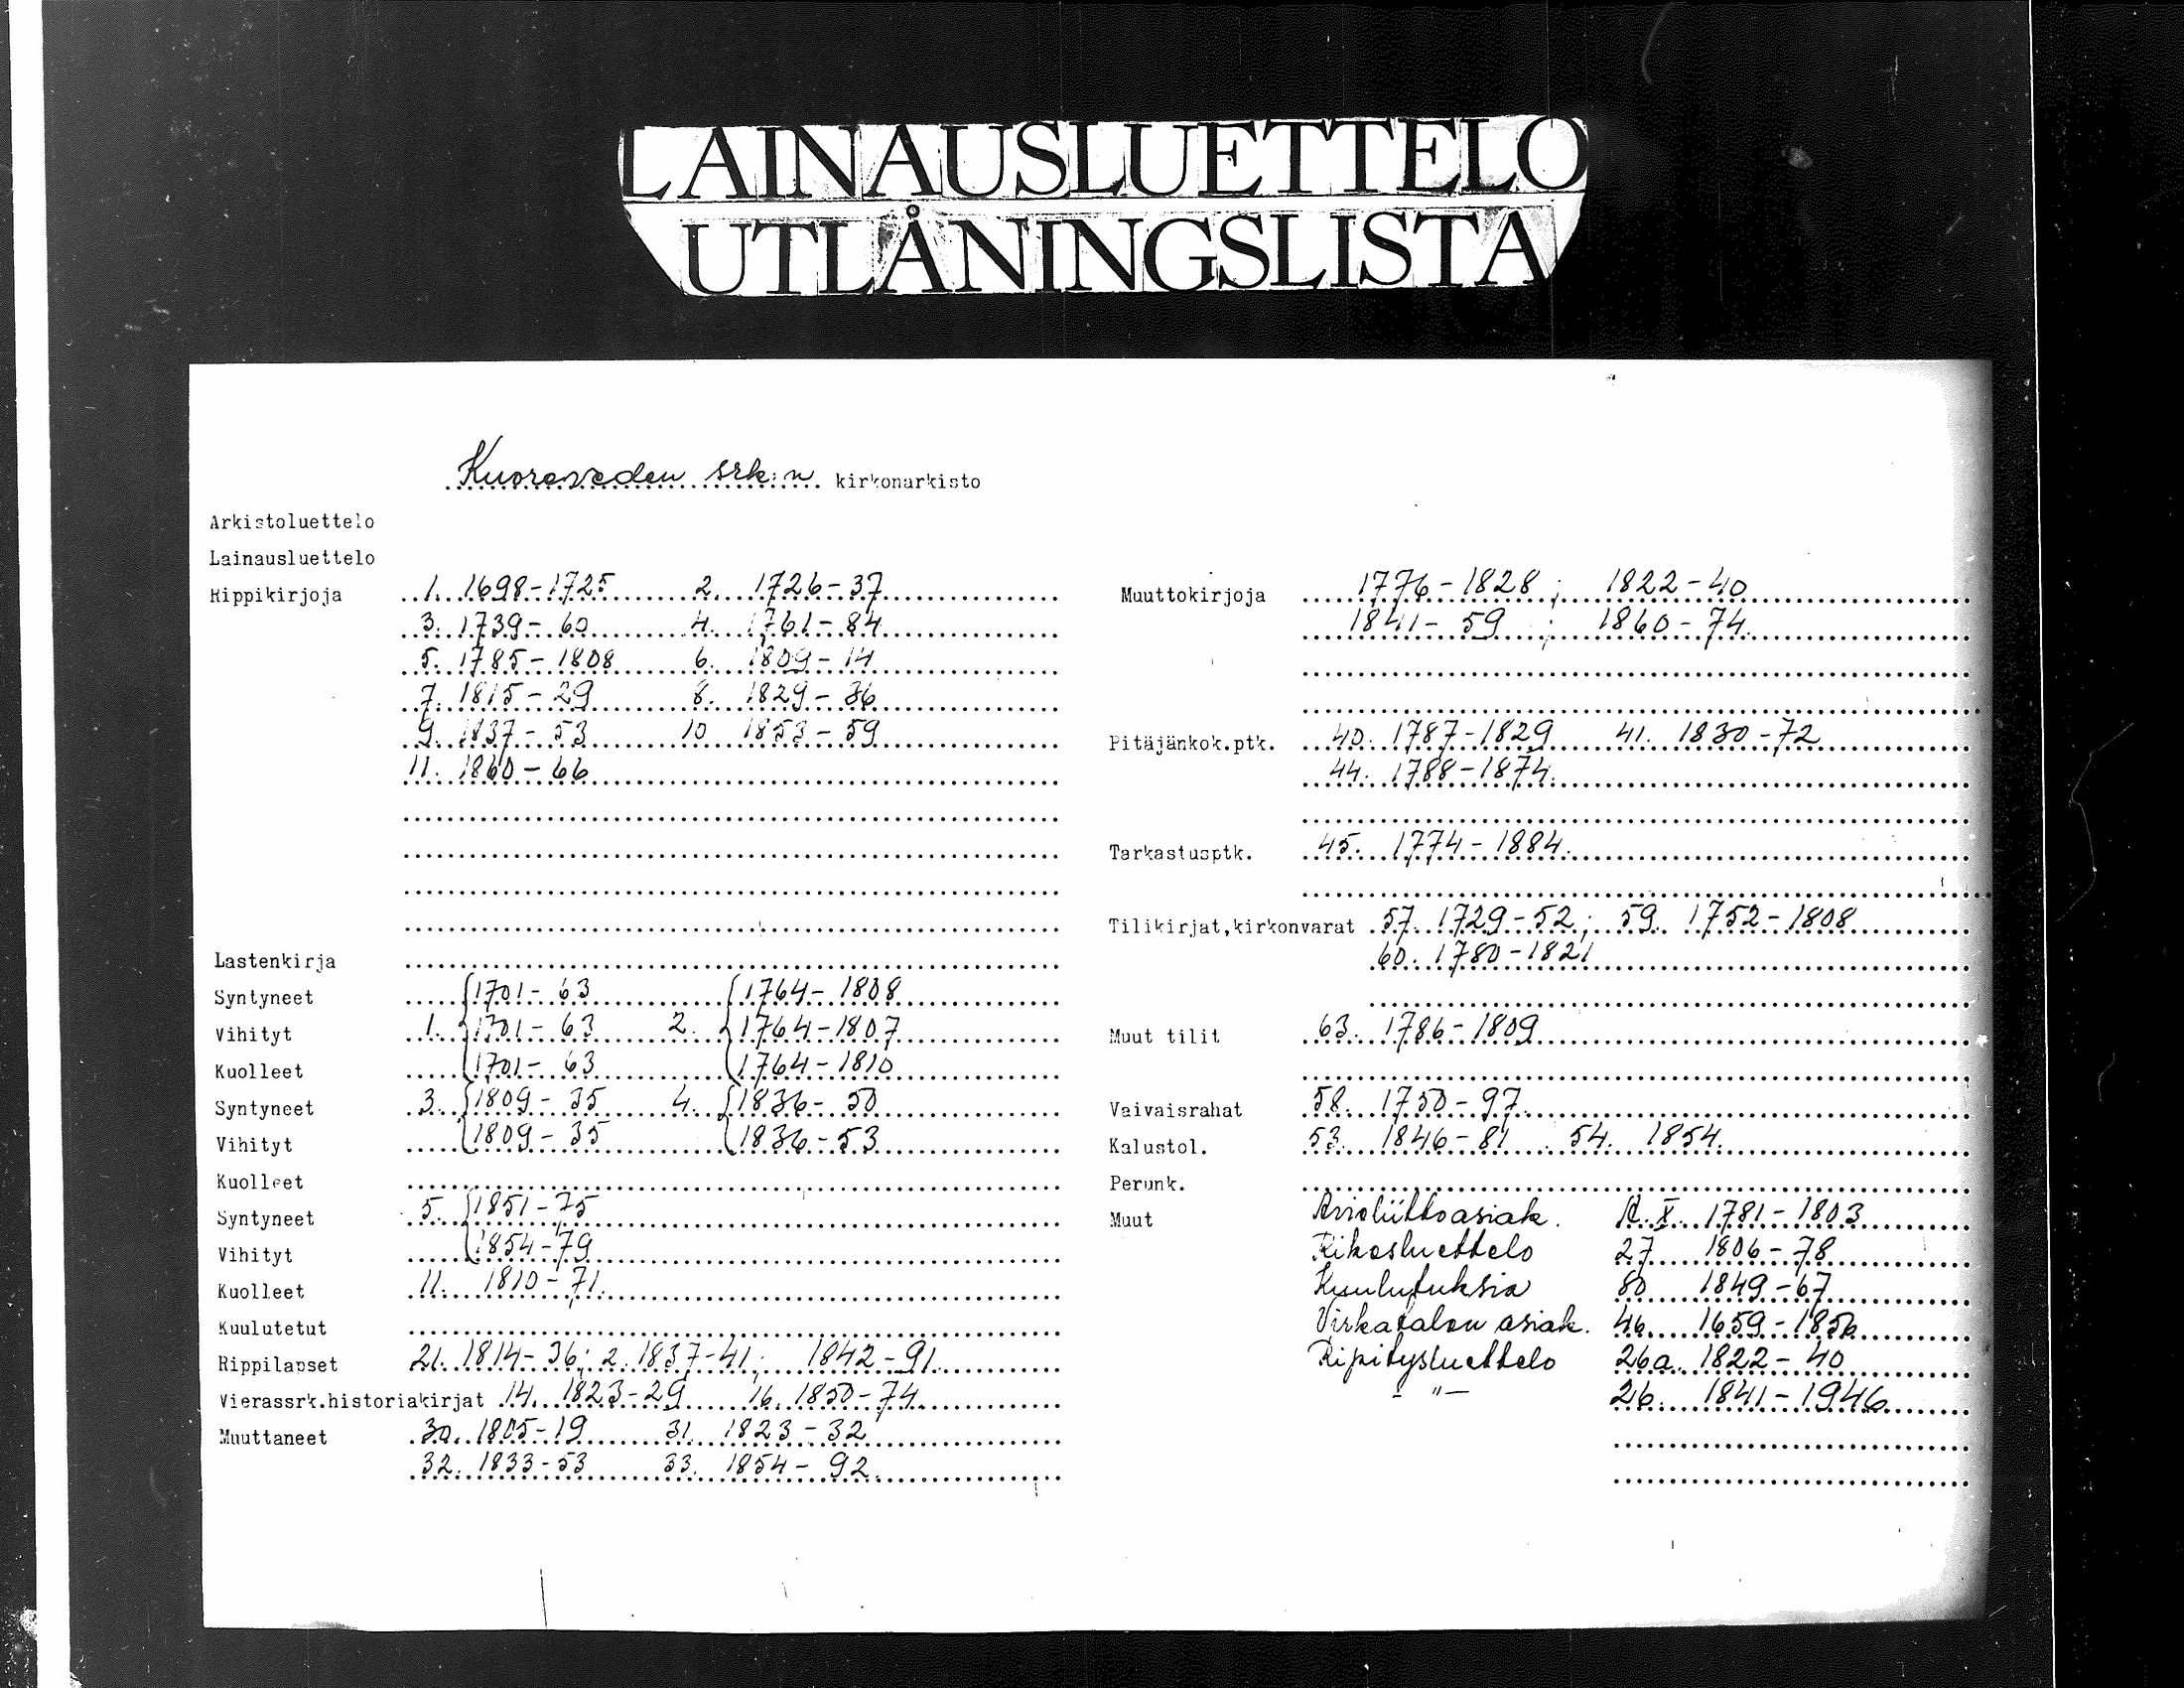 LAINAUSLUETTELO
UTLÅNINGSLISTA
Kuoreveden srk:n kirkonarkisto
Arkistoluettelo
Lainausluettelo
Rippikirjoja 1. 1698-1725 2. 1726-37
3. 1739-60 4. 1761-84
5. 1785-1808 6. 1809-14
7. 1815-29 8. 1829-36
9. 1837-53 10 1853-59
11. 1860-66
Lastenkirja
Syntyneet 1701-63 1764-1808
Vihityt 1. 1701-63 2. 1764-1807
Kuolleet 1701-63 1764-1810
Syntyneet 3. 1809-35 4. 1836-50
Vihityt 1809-35 1836-53
Kuolleet
Syntyneet 5. 1851-75
Vihityt 1854-79
Kuolleet 11. 1810-71.
Kuulutetut
Rippilapset 21. 1814-36; 2. 1837-41; 1842-91.
Vierassrk.historiakirjat 14. 1823-29 16. 1850-74
Muuttaneet 30. 1805-19 31. 1823-32
32. 1833-53 33. 1854-92
Muuttokirjoja 1776-1828; 1822-40
1841-59 ; 1860-74.
Pitäjänkok.ptk. 40. 1787-1829 41. 1830-72
44. 1788-1874.
Tarkastusptk. 45. 1774-1884.
Tilikirjat,kirkonvarat 57. 1729-52; 59. 1752-1808
60. 1780-1821
Muut tilit 63. 1786-1809
Vaivaisrahat 58. 1750-97.
Kalustol. 53. 1846-81 54. 1854.
Perunk.
Muut Avioliittoasiak. A. X. 1781-1803
Rikosluettelo 27 1806-78
Kuulutuksia 80 1849-67
Virkatalon asiak. 46. 1659-1856
Ripitysluettelo 26a. 1822-40
- " - 26. 1841-1946